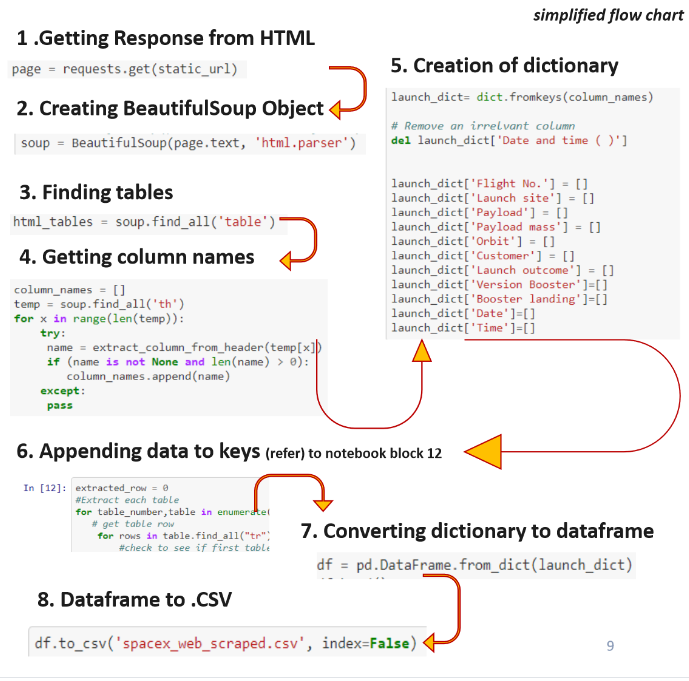 simplified flow chart
1 .Getting Response from HTML
page = requests.get(static_url)
2. Creating BeautifulSoup Object
soup = BeautifulSoup(page.text, 'html.parser')
3. Finding tables
html_tables = soup.find_all('table')
4. Getting column names
column_names = []
temp = soup.find_all('th')
for x in range(len(temp)):
    try:
     name = extract_column_from_header(temp[x])
     if (name is not None and len(name) > 0):
        column_names.append(name)
    except:
     pass
5. Creation of dictionary
launch_dict= dict.fromkeys(column_names)
# Remove an irrelvant column
del launch_dict['Date and time ( )']
launch_dict['Flight No.'] = []
launch_dict['Launch site'] = []
launch_dict['Payload'] = []
launch_dict['Payload mass'] = []
launch_dict['Orbit'] = []
launch_dict['Customer'] = []
launch_dict['Launch outcome'] = []
launch_dict['Version Booster']=[]
launch_dict['Booster landing']=[]
launch_dict['Date']=[]
launch_dict['Time']=[]
6. Appending data to keys (refer) to notebook block 12
In [12]: extracted_row = 0
#Extract each table
for table_number,table in enumerate(
# get table row
for rows in table.find_all("tr")
#check to see if first table
7. Converting dictionary to dataframe
df = pd.DataFrame.from_dict(launch_dict)
8. Dataframe to .CSV
df.to_csv('spacex_web_scraped.csv', index=False)
9